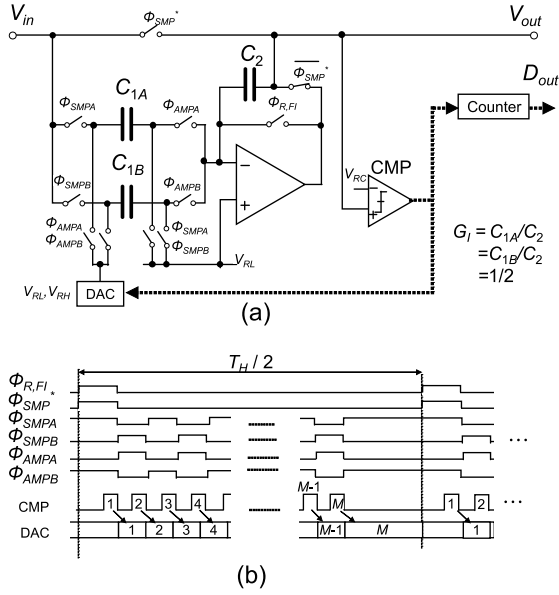 V_in
Φ_SMP*
V_out
C_2
Φ_SMP*
D_out
Φ_SMPA
C_1A
Φ_AMPA
Φ_R,FI
Counter
C_1B
CMP
Φ_SMPB
Φ_AMPB
V_RC
Φ_AMPA
Φ_AMPB
Φ_SMPA
Φ_SMPB
−
+
−
+
V_RL
G_I = C_1A/C_2
=C_1B/C_2
=1/2
V_RL,V_RH
DAC
(a)
T_H / 2
Φ_R,FI
Φ_SMP*
Φ_SMPA
Φ_SMPB
Φ_AMPA
Φ_AMPB
CMP 1 2 3 4 M-1 M 1 2
DAC 1 2 3 4 M-1 M 1
(b)